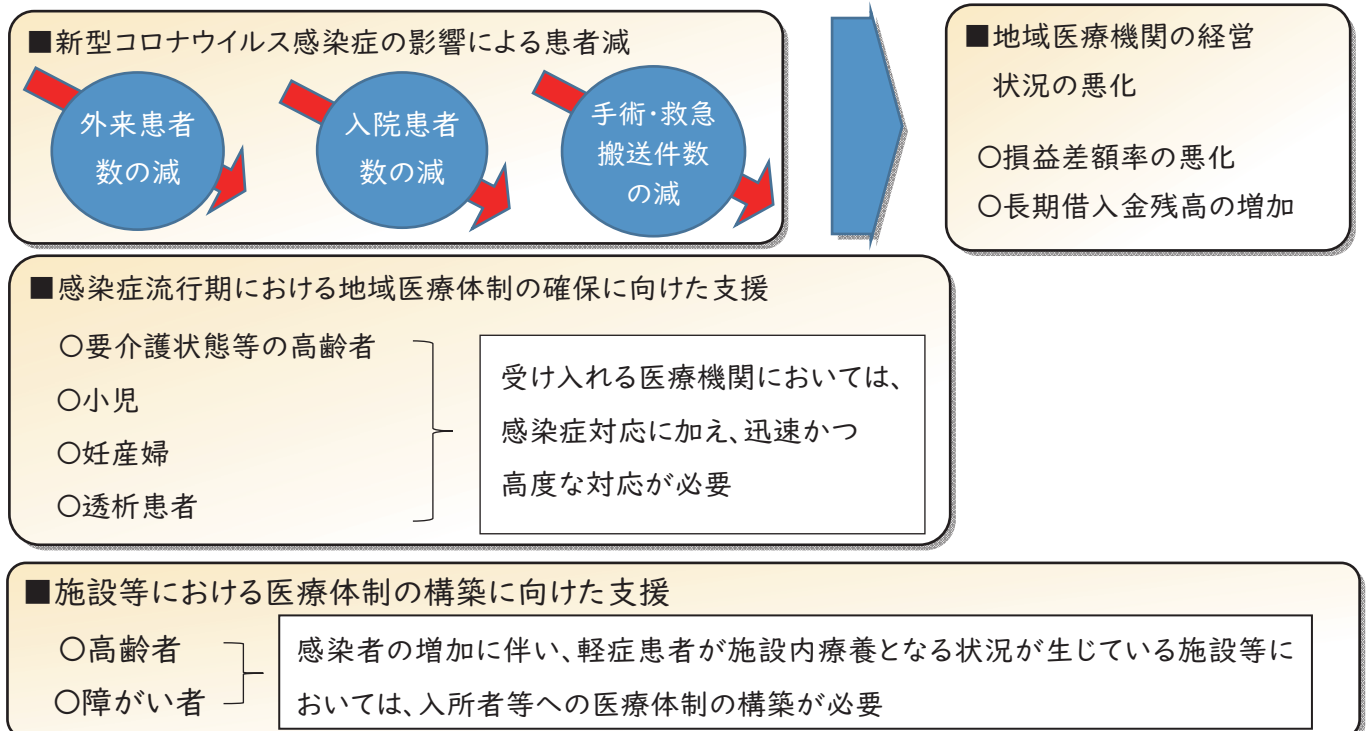 ■新型コロナウイルス感染症の影響による患者減
外来患者
数の減
入院患者
数の減
手術・救急
搬送件数
の減
■地域医療機関の経営
状況の悪化
○損益差額率の悪化
○長期借入金残高の増加
■感染症流行期における地域医療体制の確保に向けた支援
○要介護状態等の高齢者
○小児
○妊産婦
○透析患者
受け入れる医療機関においては、
感染症対応に加え、迅速かつ
高度な対応が必要
■施設等における医療体制の構築に向けた支援
○高齢者
○障がい者
感染者の増加に伴い、軽症患者が施設内療養となる状況が生じている施設等に
おいては、入所者等への医療体制の構築が必要